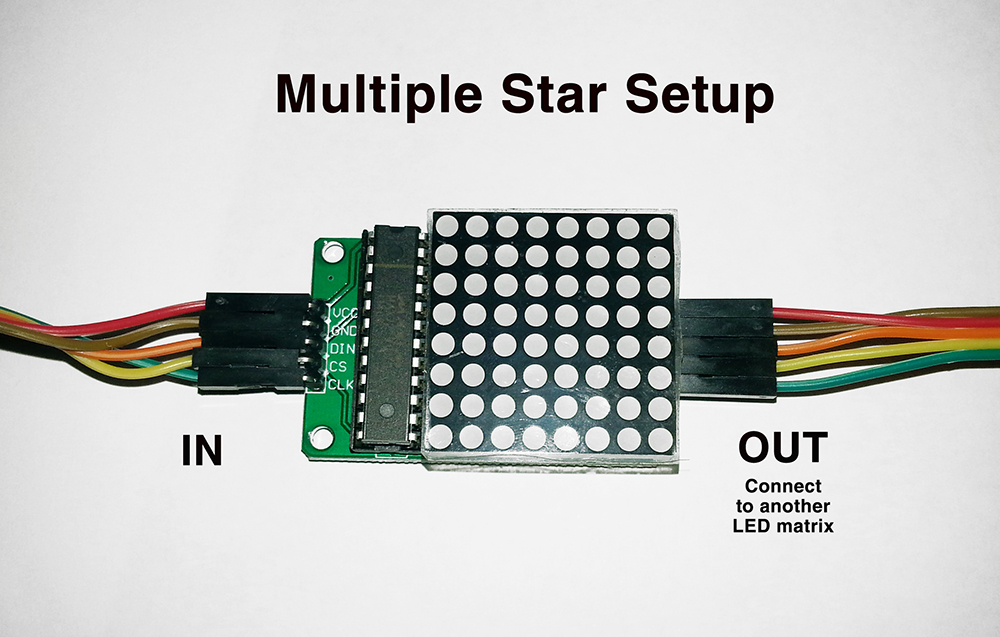 Multiple Star Setup
VCC
GND
DIN
CS
CLK
IN
OUT
Connect
to another
LED matrix